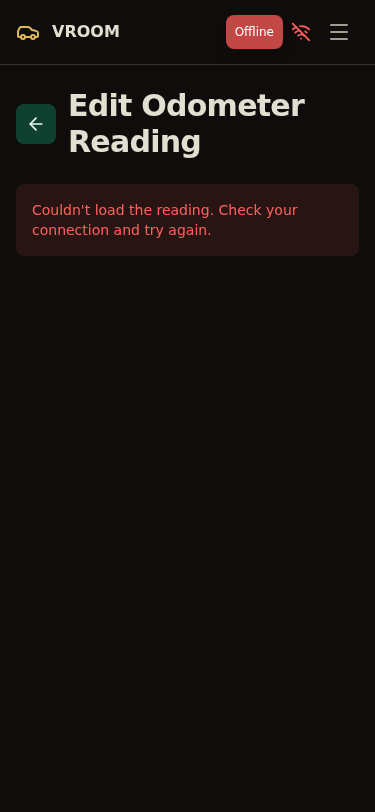 VROOM
Offline
Edit Odometer
Reading
Couldn't load the reading. Check your
connection and try again.